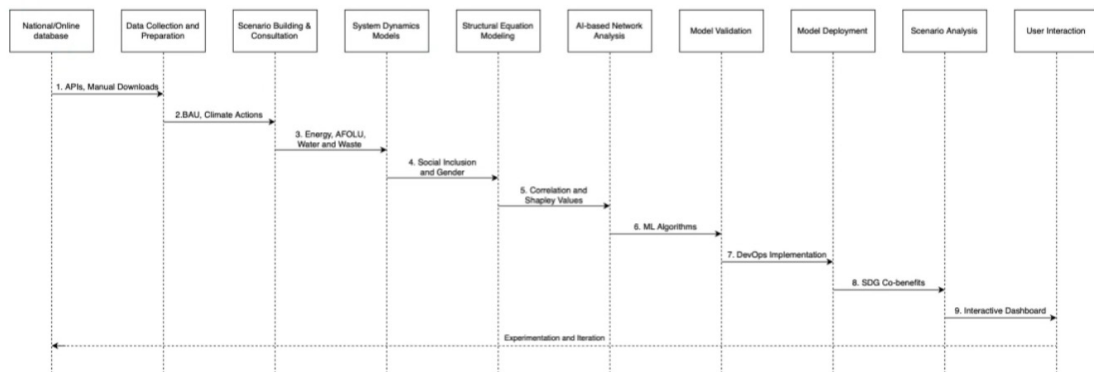 National/Online
database
Data Collection and
Preparation
Scenario Building &
Consultation
System Dynamics
Models
Structural Equation
Modeling
AI-based Network
Analysis
Model Validation
Model Deployment
Scenario Analysis
User Interaction
1. APIs, Manual Downloads
2.BAU, Climate Actions
3. Energy, AFOLU,
Water and Waste
4. Social Inclusion
and Gender
5. Correlation and
Shapley Values
6. ML Algorithms
7. DevOps Implementation
8. SDG Co-benefits
9. Interactive Dashboard
Experimentation and Iteration